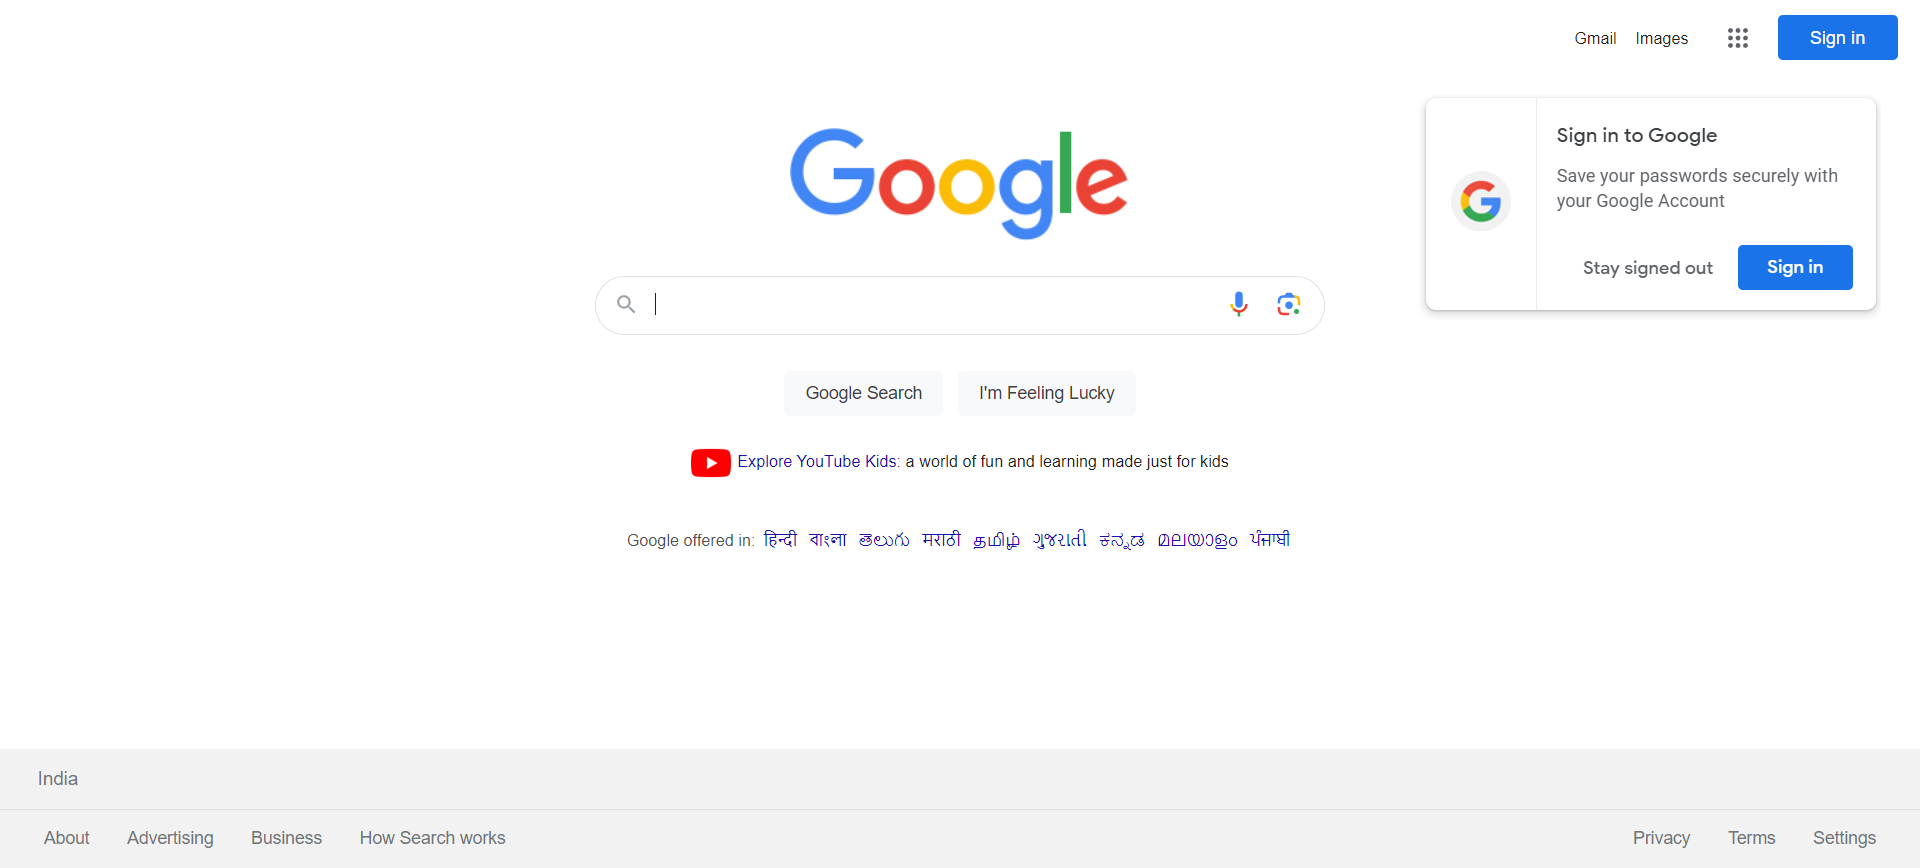 Gmail Images Sign in
Google
Sign in to Google
Save your passwords securely with
your Google Account
Stay signed out Sign in
Google Search I'm Feeling Lucky
Explore YouTube Kids: a world of fun and learning made just for kids
Google offered in: हिन्दी বাংলা తెలుగు मराठी தமிழ் ગુજરાતી ಕನ್ನಡ മലയാളം ਪੰਜਾਬੀ
India
About Advertising Business How Search works Privacy Terms Settings